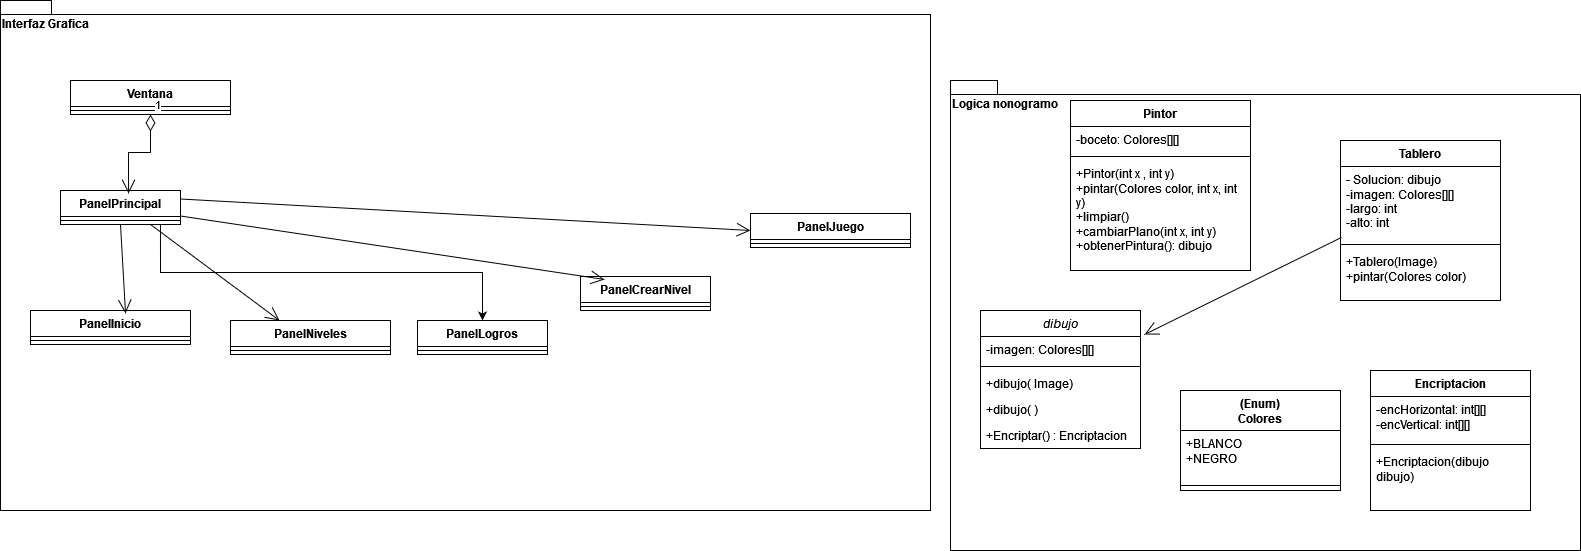 Interfaz Grafica
Ventana
1
PanelPrincipal
PanelJuego
PanelCrearNivel
PanelInicio
PanelNiveles
PanelLogros
Logica nonogramo
Pintor
-boceto: Colores[][]
+Pintor(int x , int y)
+pintar(Colores color, int x, int
y)
+limpiar()
+cambiarPlano(int x, int y)
+obtenerPintura(): dibujo
Tablero
- Solucion: dibujo
-imagen: Colores[][]
-largo: int
-alto: int
+Tablero(Image)
+pintar(Colores color)
dibujo
-imagen: Colores[][]
+dibujo( Image)
+dibujo( )
+Encriptar() : Encriptacion
(Enum)
Colores
+BLANCO
+NEGRO
Encriptacion
-encHorizontal: int[][]
-encVertical: int[][]
+Encriptacion(dibujo
dibujo)